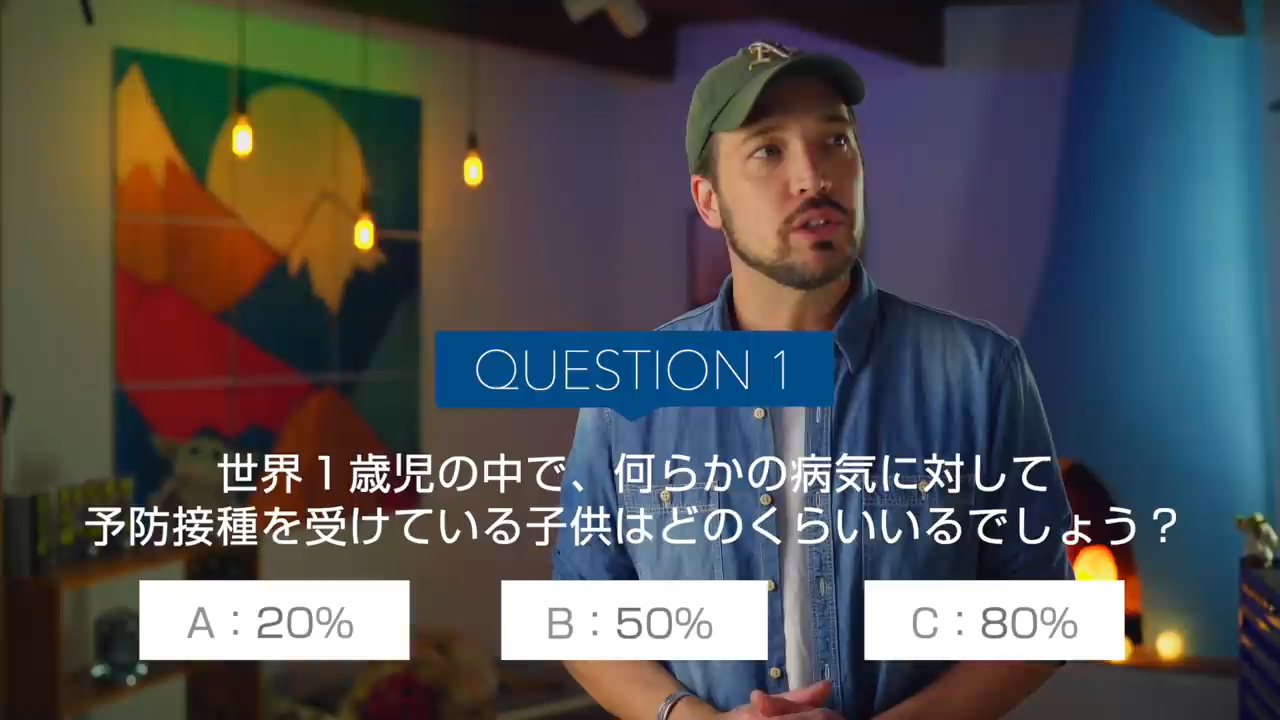 QUESTION 1
世界１歳児の中で、何らかの病気に対して
予防接種を受けている子供はどのくらいいるでしょう？
A：20%
B：50%
C：80%